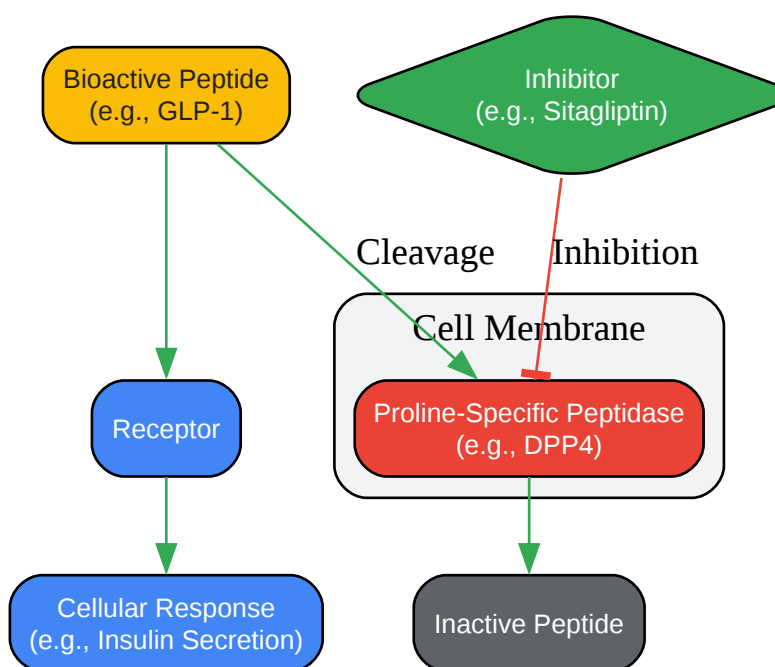 Bioactive Peptide
(e.g., GLP-1)
Inhibitor
(e.g., Sitagliptin)
Cleavage
Inhibition
Cell Membrane
Receptor
Proline-Specific Peptidase
(e.g., DPP4)
Cellular Response
(e.g., Insulin Secretion)
Inactive Peptide